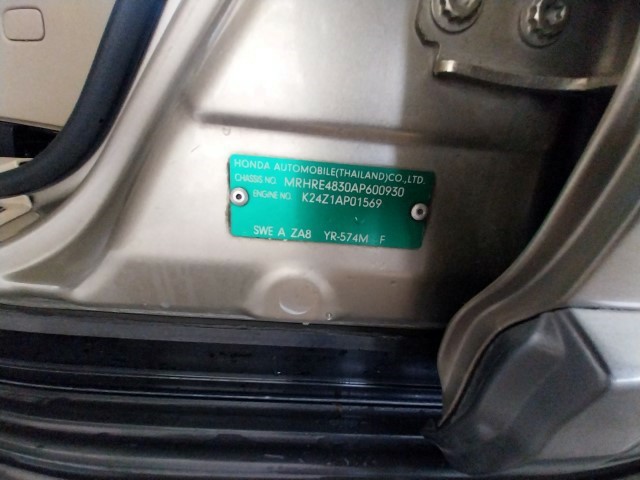 HONDA AUTOMOBILE(THAILAND)CO.,LTD.
CHASSIS NO. MRHRE4830AP600930
ENGINE NO. K24Z1AP01569
SWE A ZA8 YR-574M F